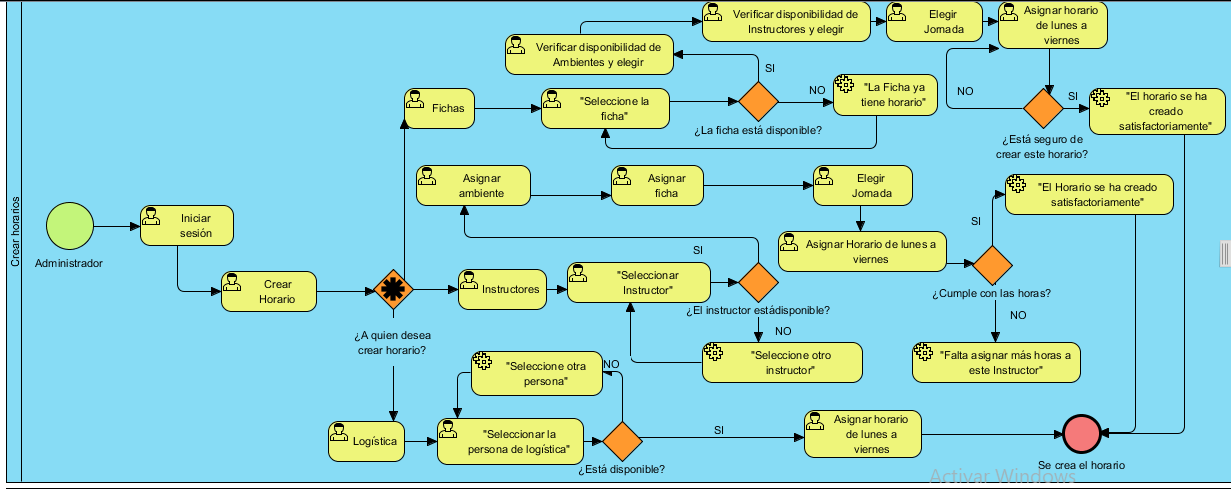 Crear horarios
Administrador
Iniciar
sesión
Crear
Horario
¿A quien desea
crear horario?
Fichas
"Seleccione la
ficha"
¿La ficha está disponible?
SI
NO
"La Ficha ya
tiene horario"
Verificar disponibilidad de
Ambientes y elegir
Verificar disponibilidad de
Instructores y elegir
Elegir
Jornada
Asignar horario
de lunes a
viernes
¿Está seguro de
crear este horario?
NO
SI
"El horario se ha
creado
satisfactoriamente"
Instructores
"Seleccionar
Instructor"
¿El instructor estádisponible?
SI
NO
"Seleccione otro
instructor"
Asignar
ambiente
Asignar
ficha
Elegir
Jornada
Asignar Horario de lunes a
viernes
¿Cumple con las horas?
SI
NO
"El Horario se ha creado
satisfactoriamente"
"Falta asignar más horas a
este Instructor"
Logística
"Seleccionar la
persona de logística"
¿Está disponible?
NO
"Seleccione otra
persona"
SI
Asignar horario
de lunes a
viernes
Se crea el horario
Activar Windows